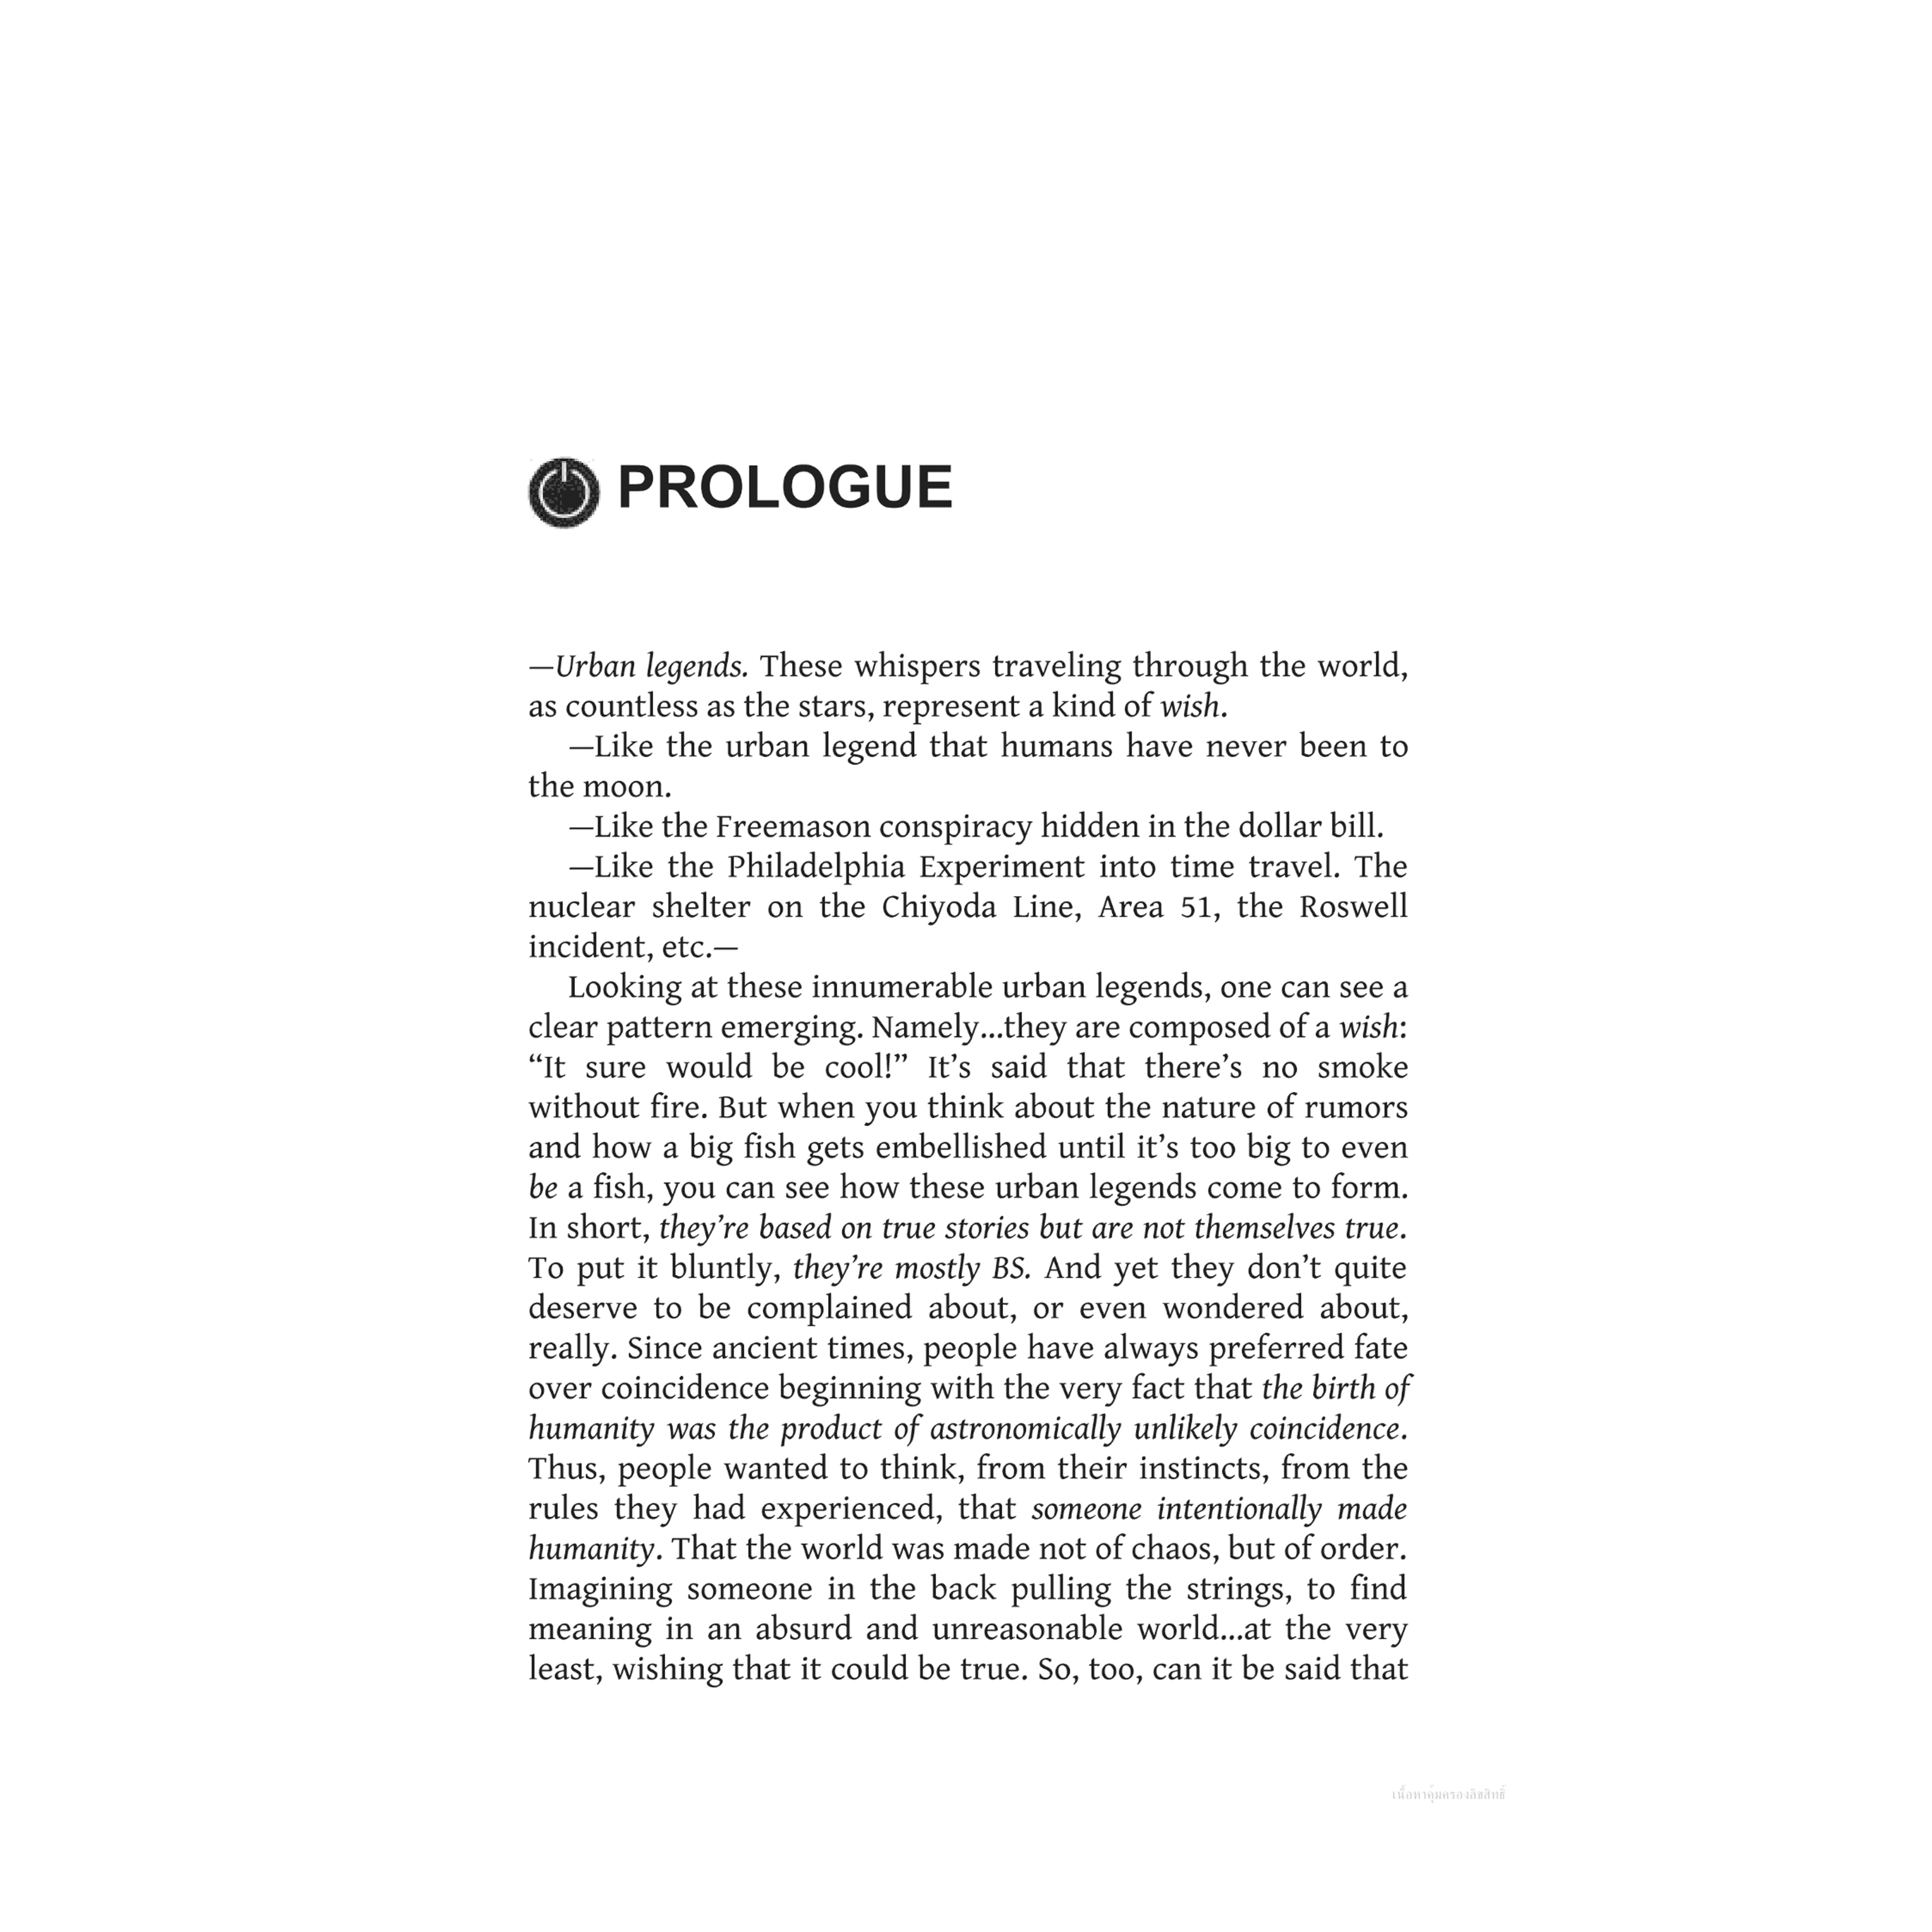 PROLOGUE
—Urban legends. These whispers traveling through the world,
as countless as the stars, represent a kind of wish.
—Like the urban legend that humans have never been to
the moon.
—Like the Freemason conspiracy hidden in the dollar bill.
—Like the Philadelphia Experiment into time travel. The
nuclear shelter on the Chiyoda Line, Area 51, the Roswell
incident, etc.—
Looking at these innumerable urban legends, one can see a
clear pattern emerging. Namely...they are composed of a wish:
“It sure would be cool!” It’s said that there’s no smoke
without fire. But when you think about the nature of rumors
and how a big fish gets embellished until it’s too big to even
be a fish, you can see how these urban legends come to form.
In short, they’re based on true stories but are not themselves true.
To put it bluntly, they’re mostly BS. And yet they don’t quite
deserve to be complained about, or even wondered about,
really. Since ancient times, people have always preferred fate
over coincidence beginning with the very fact that the birth of
humanity was the product of astronomically unlikely coincidence.
Thus, people wanted to think, from their instincts, from the
rules they had experienced, that someone intentionally made
humanity. That the world was made not of chaos, but of order.
Imagining someone in the back pulling the strings, to find
meaning in an absurd and unreasonable world...at the very
least, wishing that it could be true. So, too, can it be said that
เนื้อหาคุ้มครองลิขสิทธิ์